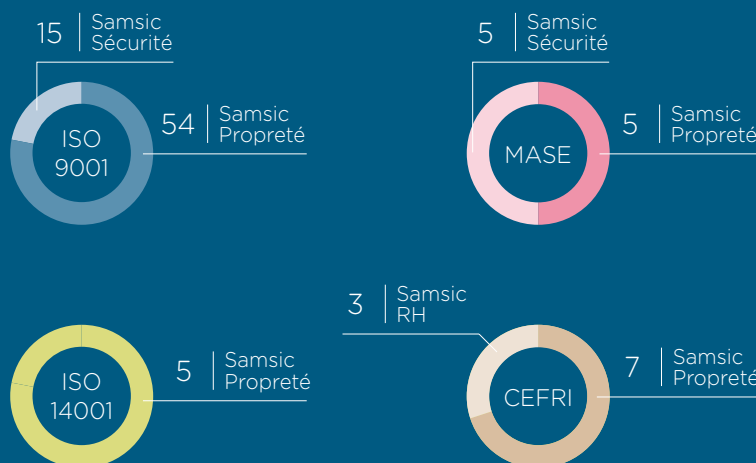 15
Samsic
Sécurité
54
Samsic
Propreté
ISO
9001
5
Samsic
Sécurité
5
Samsic
Propreté
MASE
5
Samsic
Propreté
ISO
14001
3
Samsic
RH
7
Samsic
Propreté
CEFRI